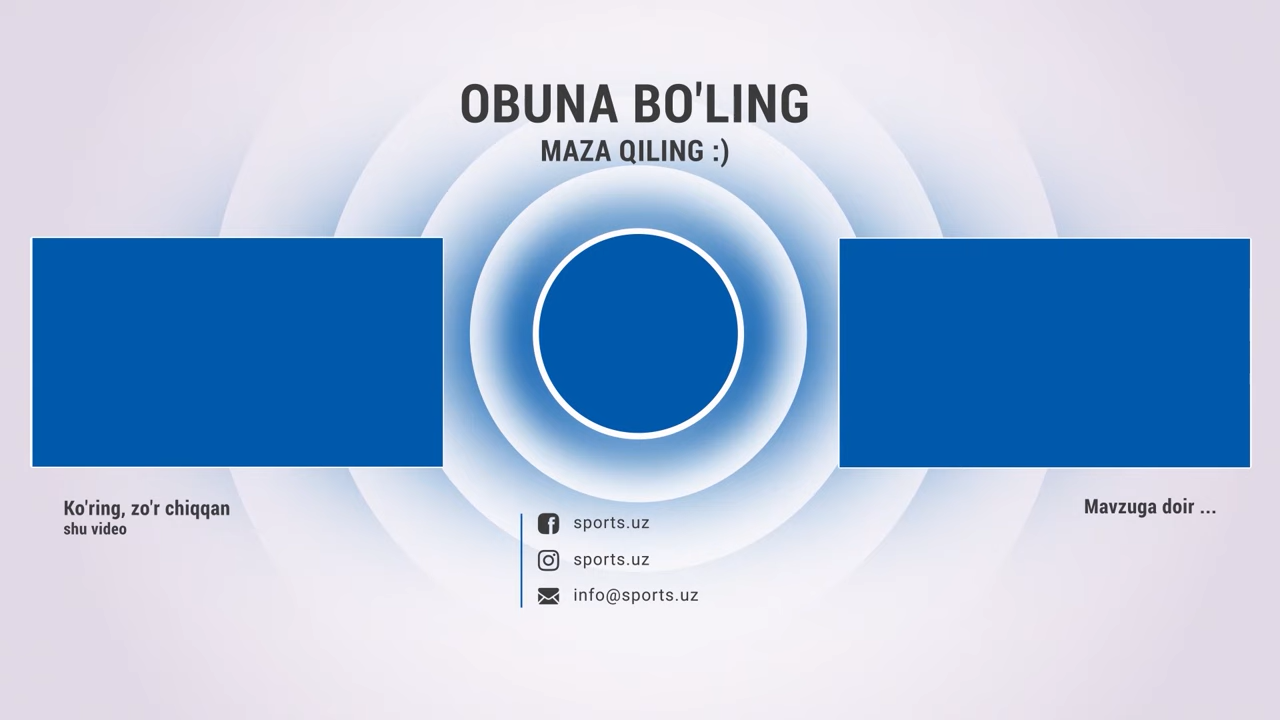 OBUNA BO'LING
MAZA QILING :)
Ko'ring, zo'r chiqqan
shu video
Mavzuga doir ...
sports.uz
sports.uz
info@sports.uz